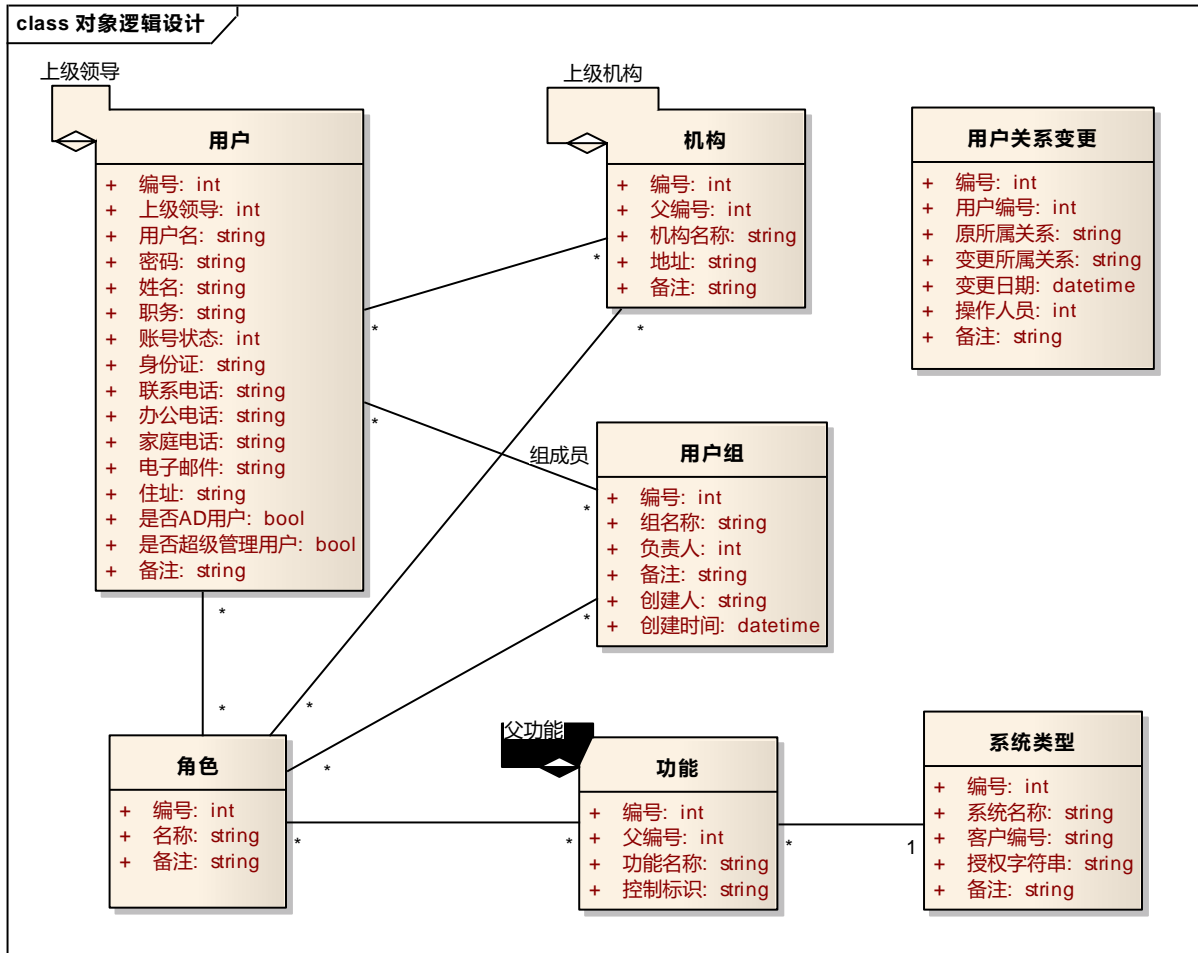 class 对象逻辑设计
上级领导
用户
+ 编号: int
+ 上级领导: int
+ 用户名: string
+ 密码: string
+ 姓名: string
+ 职务: string
+ 账号状态: int
+ 身份证: string
+ 联系电话: string
+ 办公电话: string
+ 家庭电话: string
+ 电子邮件: string
+ 住址: string
+ 是否AD用户: bool
+ 是否超级管理用户: bool
+ 备注: string
上级机构
机构
+ 编号: int
+ 父编号: int
+ 机构名称: string
+ 地址: string
+ 备注: string
用户关系变更
+ 编号: int
+ 用户编号: int
+ 原所属关系: string
+ 变更所属关系: string
+ 变更日期: datetime
+ 操作人员: int
+ 备注: string
*
*
*
*
组成员
*
用户组
+ 编号: int
+ 组名称: string
+ 负责人: int
+ 备注: string
+ 创建人: string
+ 创建时间: datetime
*
*
*
*
*
角色
+ 编号: int
+ 名称: string
+ 备注: string
*
*
父功能
功能
+ 编号: int
+ 父编号: int
+ 功能名称: string
+ 控制标识: string
*
1
系统类型
+ 编号: int
+ 系统名称: string
+ 客户编号: string
+ 授权字符串: string
+ 备注: string